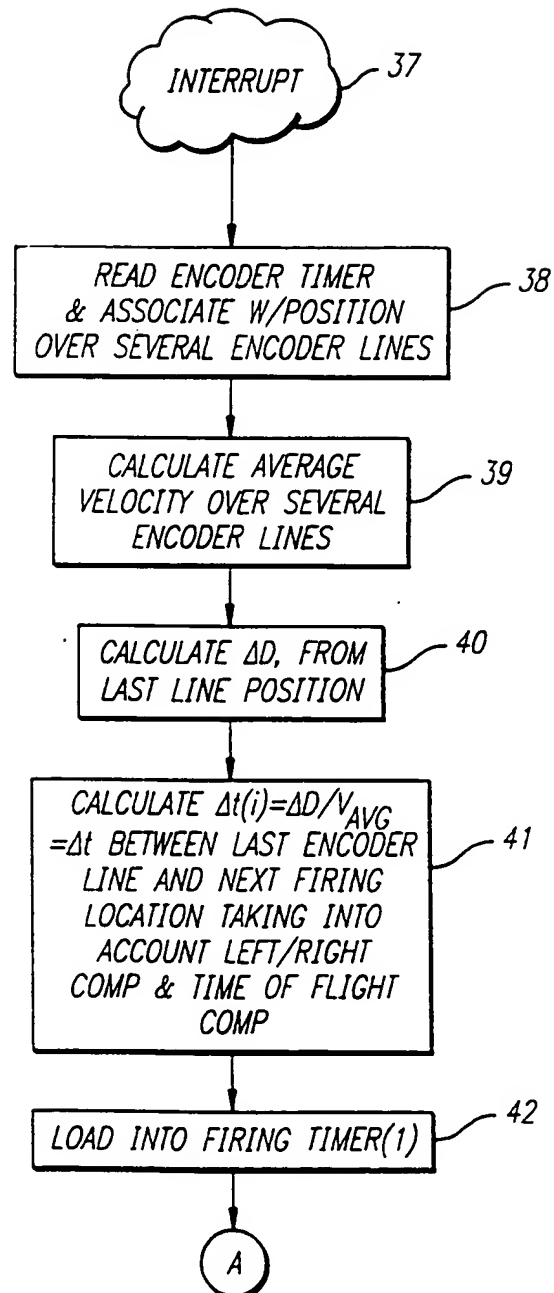 INTERRUPT
37
READ ENCODER TIMER
& ASSOCIATE W/POSITION
OVER SEVERAL ENCODER LINES
38
CALCULATE AVERAGE
VELOCITY OVER SEVERAL
ENCODER LINES
39
CALCULATE ΔD, FROM
LAST LINE POSITION
40
CALCULATE Δt(i)=ΔD/VAVG
=Δt BETWEEN LAST ENCODER
LINE AND NEXT FIRING
LOCATION TAKING INTO
ACCOUNT LEFT/RIGHT
COMP & TIME OF FLIGHT
COMP
41
LOAD INTO FIRING TIMER(1)
42
A